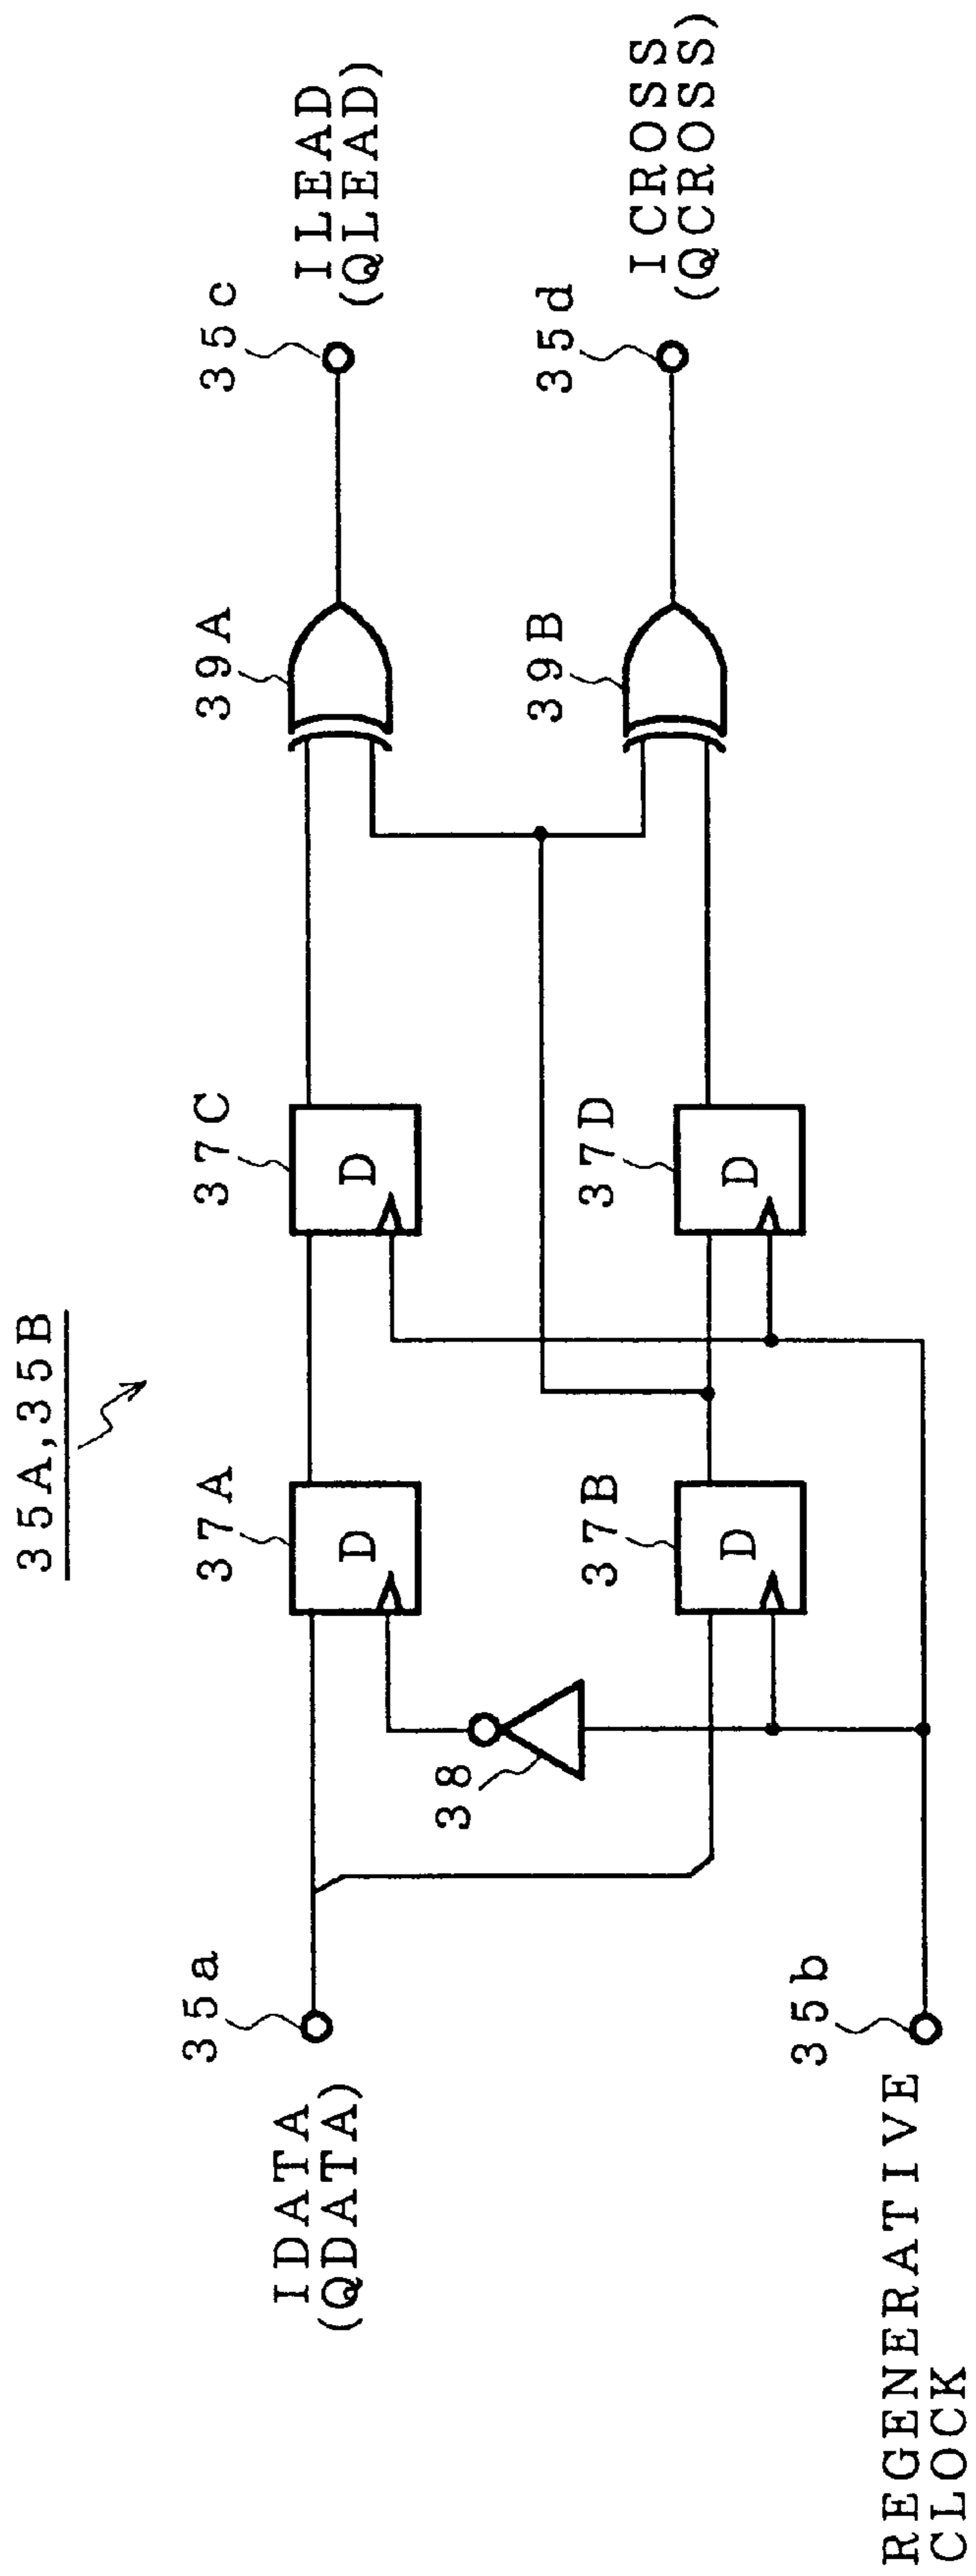 35A,35B
35a
IDATA
(QDATA)
37A
D
37C
D
39A
35c
ILEAD
(QLEAD)
38
37B
D
37D
D
39B
35d
ICROSS
(QCROSS)
35b
REGENERATIVE
CLOCK